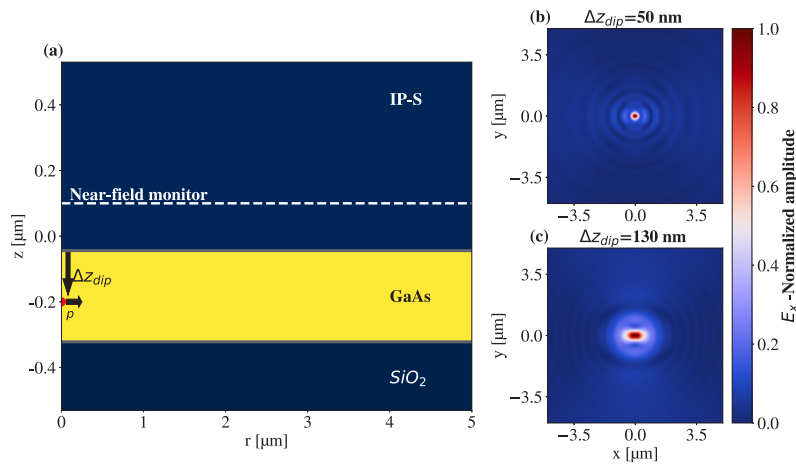 (a)
IP-S
Near-field monitor
Δz_dip
p
GaAs
SiO₂
0.4
0.2
0.0
-0.2
-0.4
z [μm]
0
1
2
3
4
5
r [μm]
(b)
Δz_dip=50 nm
3.5
0.0
−3.5
y [μm]
−3.5
0.0
3.5
(c)
Δz_dip=130 nm
3.5
0.0
−3.5
y [μm]
−3.5
0.0
3.5
x [μm]
1.0
0.8
0.6
0.4
0.2
0.0
E_x -Normalized amplitude